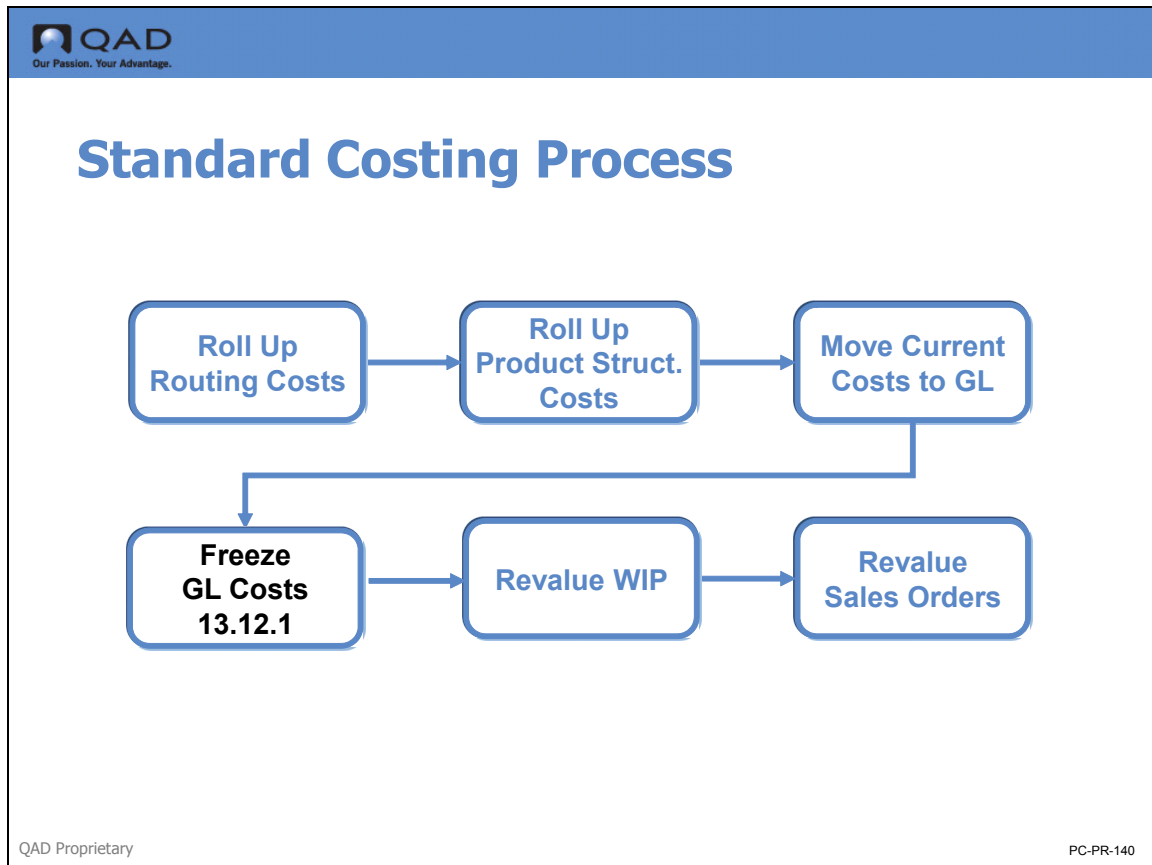 QAD
Our Passion. Your Advantage.
Standard Costing Process
Roll Up
Routing Costs
Roll Up
Product Struct.
Costs
Move Current
Costs to GL
Freeze
GL Costs
13.12.1
Revalue WIP
Revalue
Sales Orders
QAD Proprietary
PC-PR-140